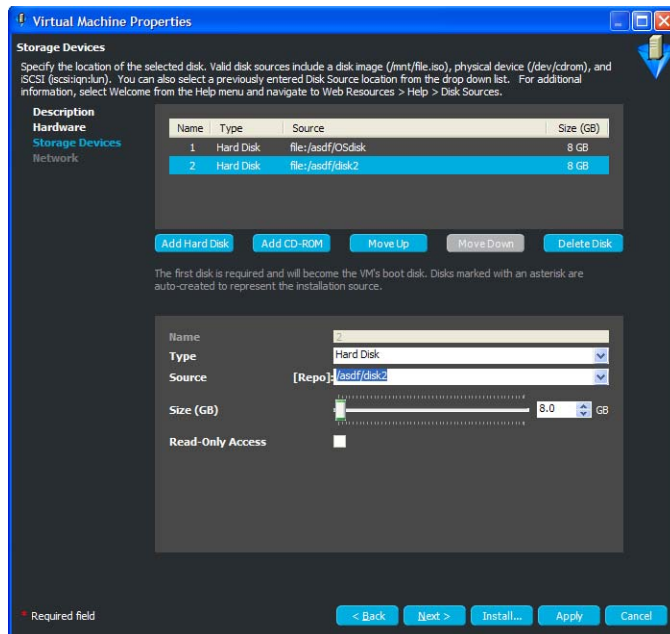 Virtual Machine Properties
Storage Devices
Specify the location of the selected disk. Valid disk sources include a disk image (/mnt/file.iso), physical device (/dev/cdrom), and
iSCSI (iscsi:iqn:lun). You can also select a previously entered Disk Source location from the drop down list. For additional
information, select Welcome from the Help menu and navigate to Web Resources > Help > Disk Sources.
Description
Hardware
Storage Devices
Network
Name Type Source Size (GB)
1 Hard Disk file:/asdf/OSdisk 8 GB
2 Hard Disk file:/asdf/disk2 8 GB
Add Hard Disk Add CD-ROM Move Up Move Down Delete Disk
The first disk is required and will become the VM's boot disk. Disks marked with an asterisk are
auto-created to represent the installation source.
Name 2
Type Hard Disk
Source [Repo]:/asdf/disk2
Size (GB) 8.0 GB
Read-Only Access
* Required field < Back Next > Install... Apply Cancel